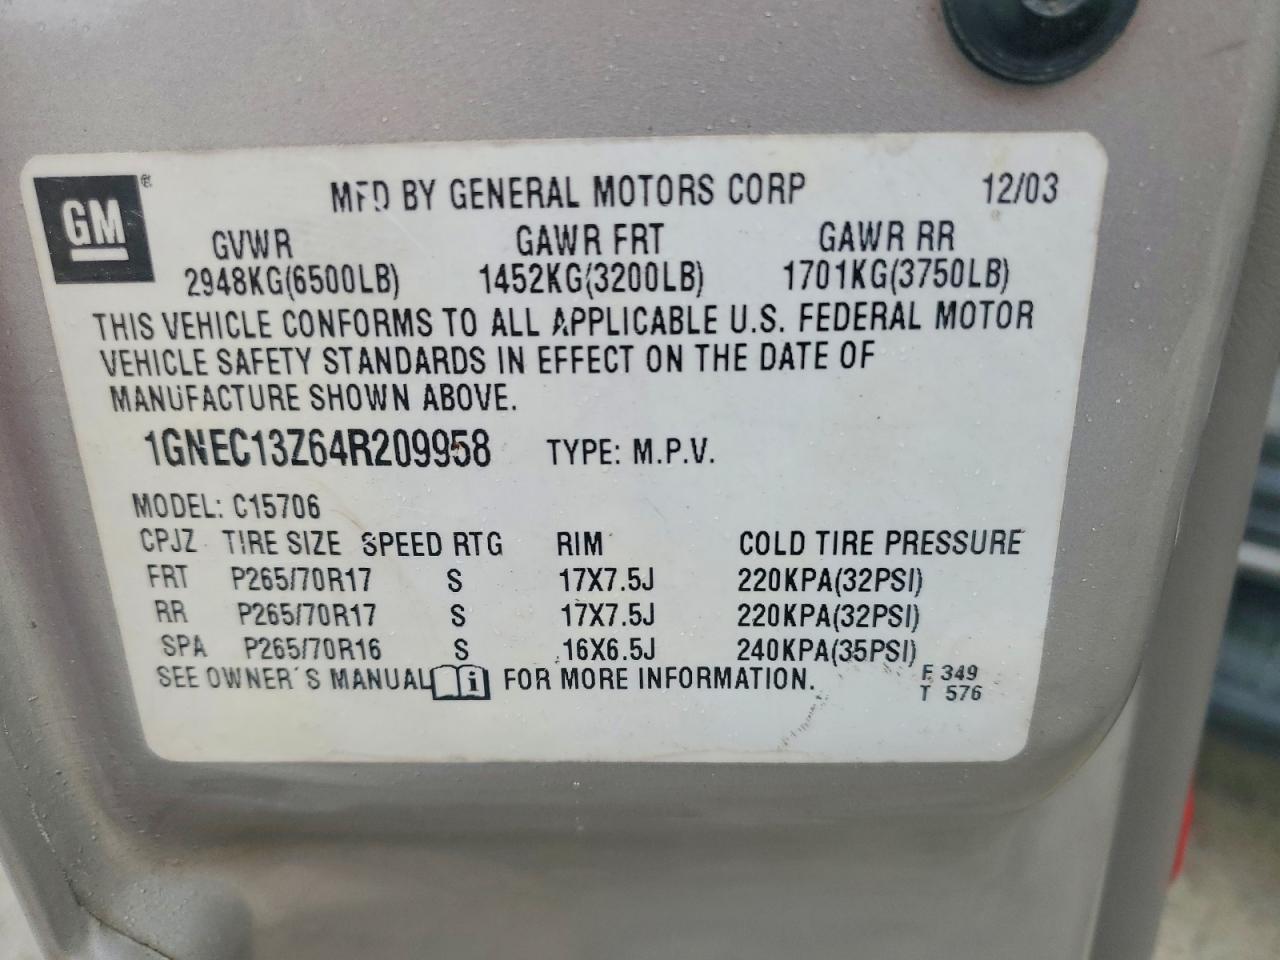 GM®
MFD BY GENERAL MOTORS CORP 12/03
GVWR GAWR FRT GAWR RR
2948KG(6500LB) 1452KG(3200LB) 1701KG(3750LB)
THIS VEHICLE CONFORMS TO ALL APPLICABLE U.S. FEDERAL MOTOR
VEHICLE SAFETY STANDARDS IN EFFECT ON THE DATE OF
MANUFACTURE SHOWN ABOVE.
1GNEC13Z64R209958 TYPE: M.P.V.
MODEL: C15706
CPJZ TIRE SIZE SPEED RTG RIM COLD TIRE PRESSURE
FRT P265/70R17 S 17X7.5J 220KPA(32PSI)
RR P265/70R17 S 17X7.5J 220KPA(32PSI)
SPA P265/70R16 S 16X6.5J 240KPA(35PSI)
SEE OWNER'S MANUAL i FOR MORE INFORMATION. F 349
T 576